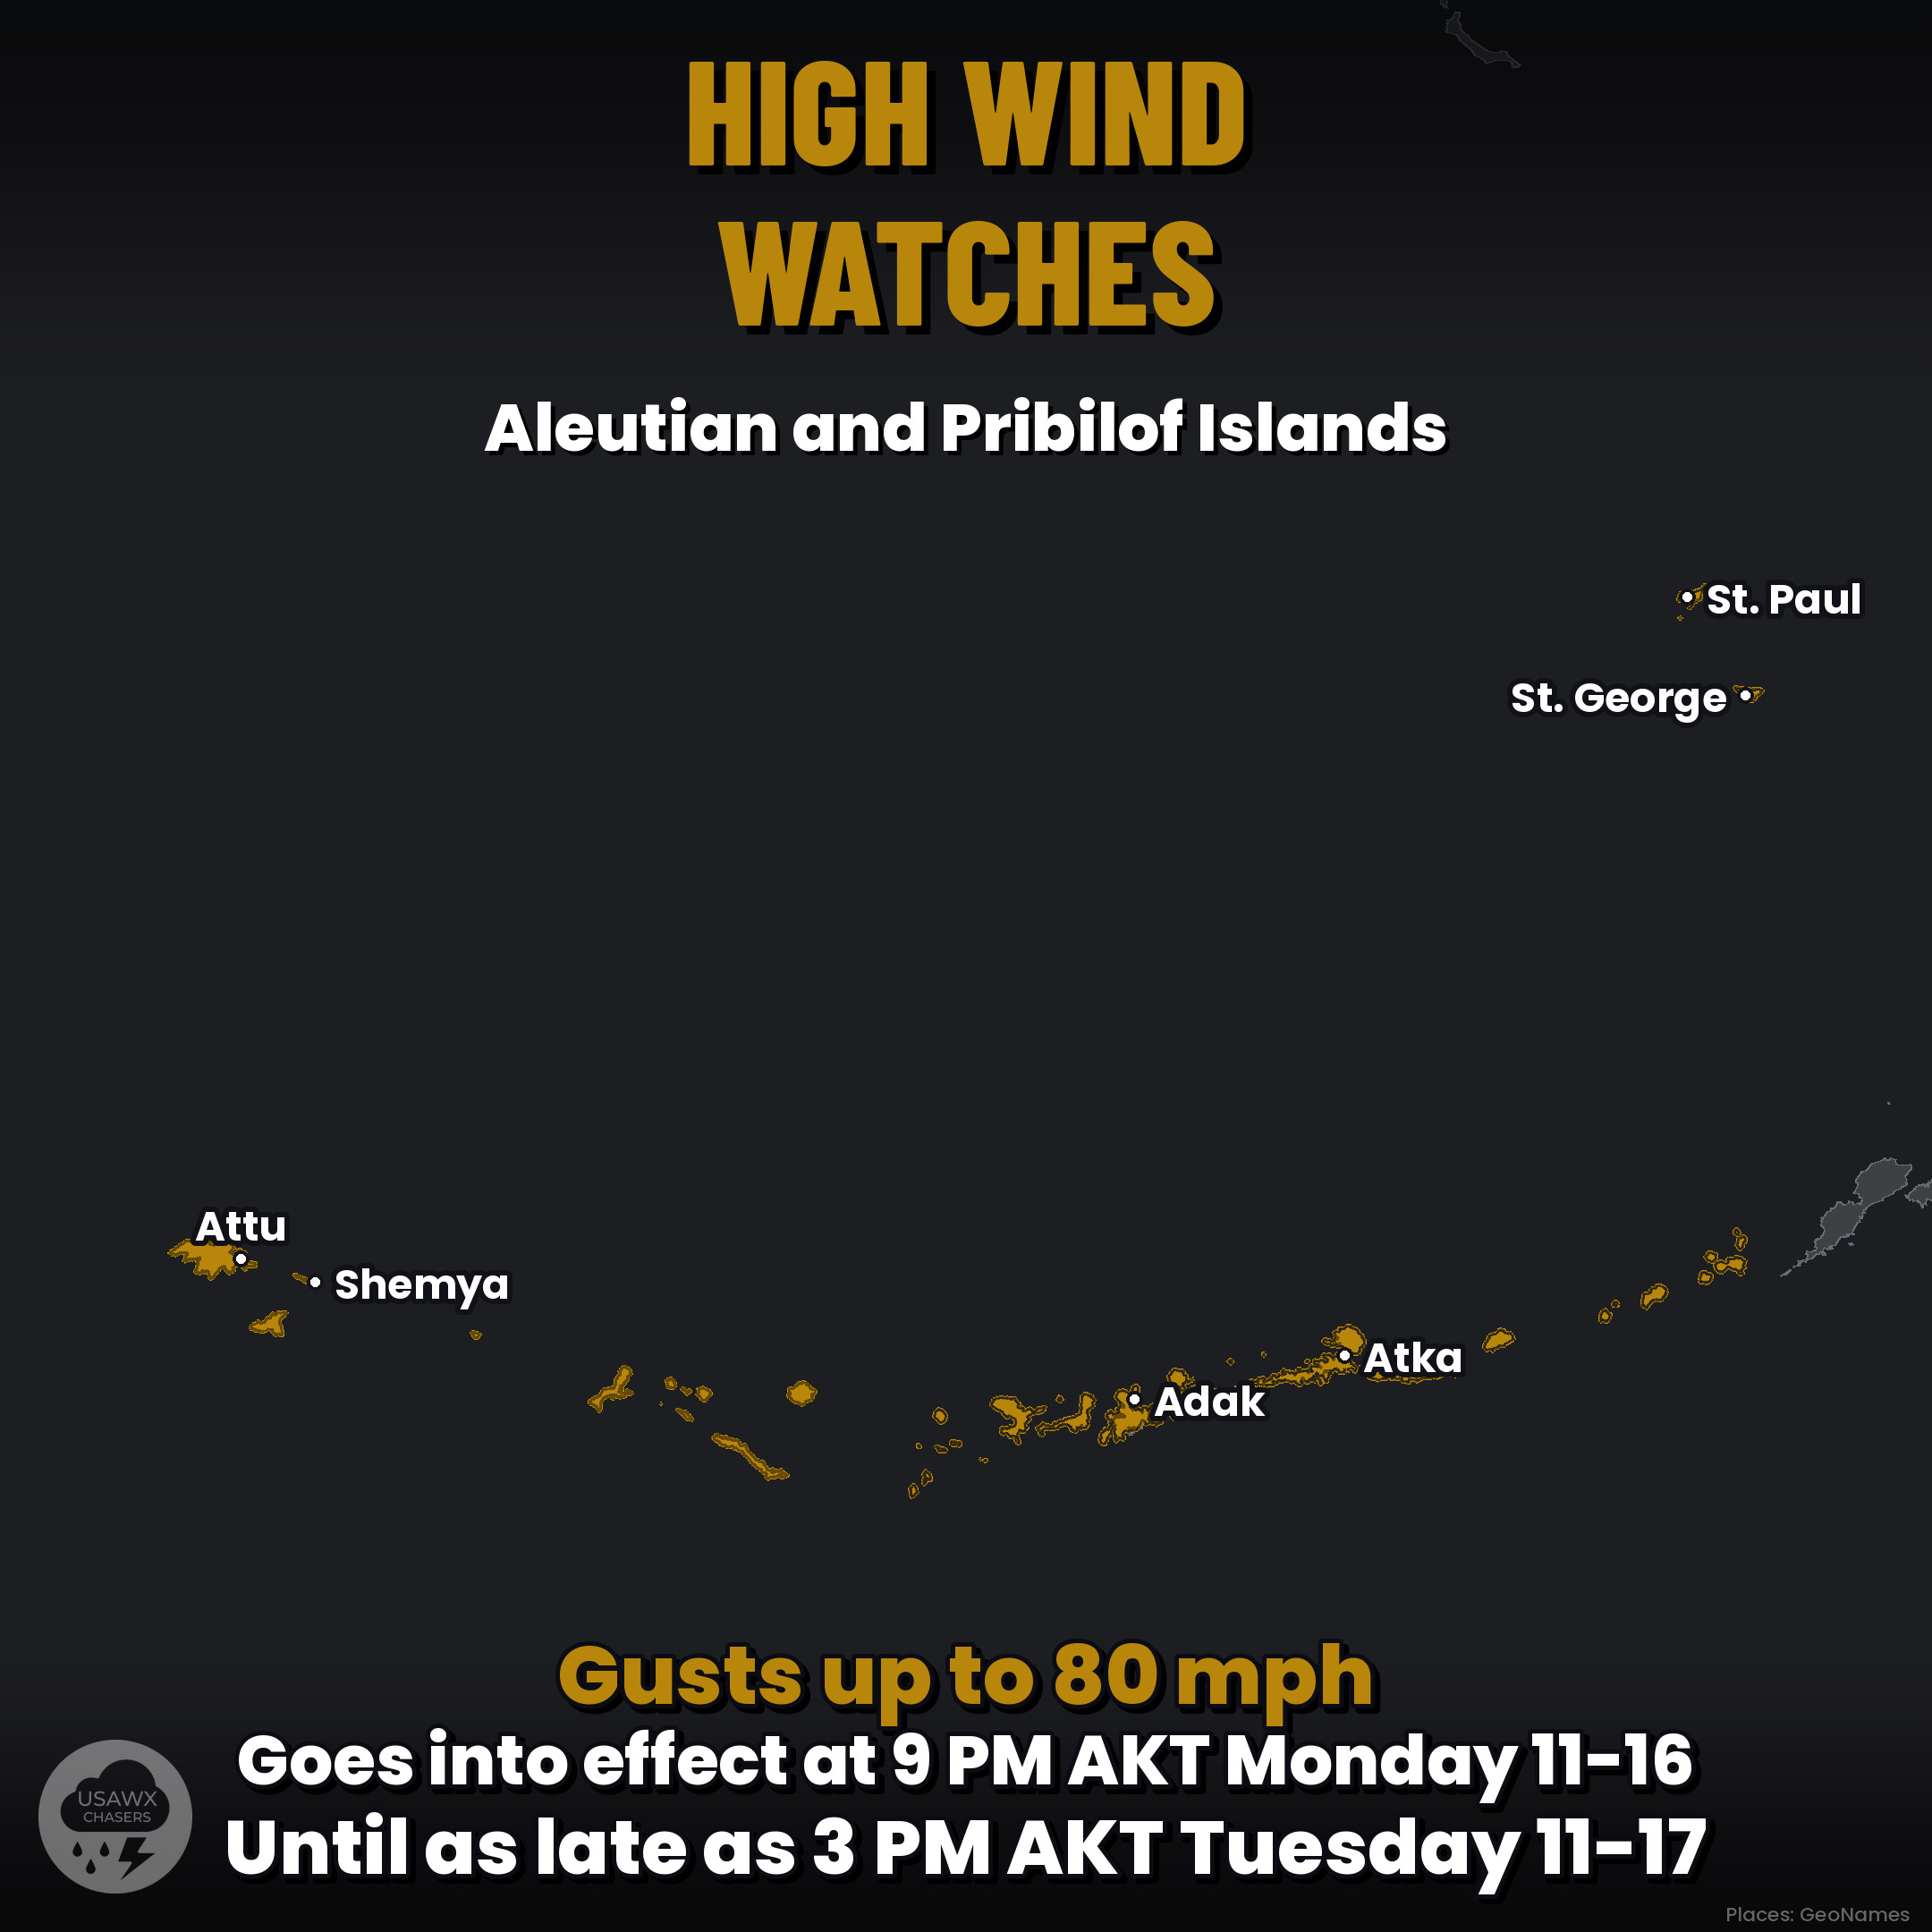 HIGH WIND
WATCHES
Aleutian and Pribilof Islands
St. Paul
St. George
Attu
Shemya
Atka
Adak
Gusts up to 80 mph
Goes into effect at 9 PM AKT Monday 11-16
Until as late as 3 PM AKT Tuesday 11-17
USAWX
CHASERS
Places: GeoNames